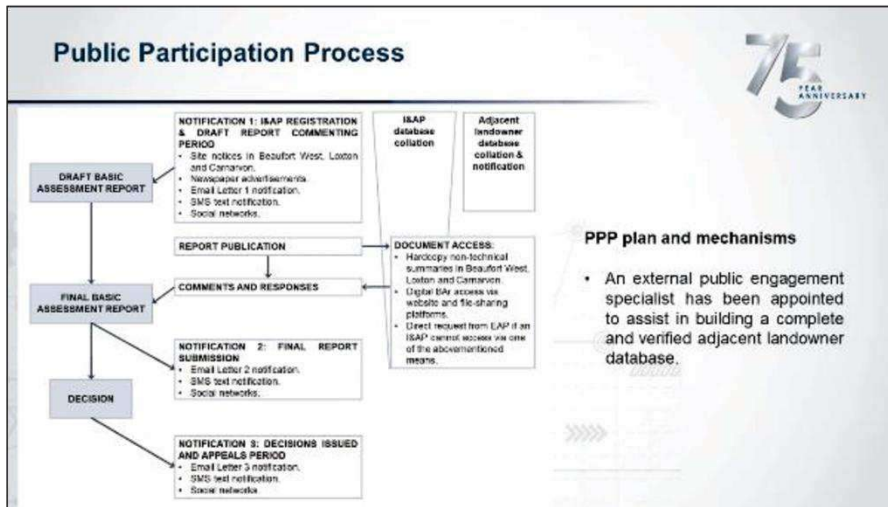 Public Participation Process
75
YEAR
ANNIVERSARY
NOTIFICATION 1: I&AP REGISTRATION
& DRAFT REPORT COMMENTING
PERIOD
• Site notices in Beaufort West, Loxton
and Carnarvon.
• Newspaper advertisements.
• Email Letter 1 notification.
• SMS text notification.
• Social networks.
I&AP
database
collation
Adjacent
landowner
database
collation &
notification
DRAFT BASIC
ASSESSMENT REPORT
REPORT PUBLICATION
COMMENTS AND RESPONSES
DOCUMENT ACCESS:
• Hardcopy non-technical
summaries in Beaufort West,
Loxton and Carnarvon.
• Digital BAr access via
website and file-sharing
platforms.
• Direct request from EAP if an
I&AP cannot access via one
of the abovementioned
means.
FINAL BASIC
ASSESSMENT REPORT
NOTIFICATION 2: FINAL REPORT
SUBMISSION
• Email Letter 2 notification.
• SMS text notification.
• Social networks.
DECISION
NOTIFICATION 3: DECISIONS ISSUED
AND APPEALS PERIOD
• Email Letter 3 notification.
• SMS text notification.
• Social networks.
PPP plan and mechanisms
• An external public engagement
specialist has been appointed
to assist in building a complete
and verified adjacent landowner
database.